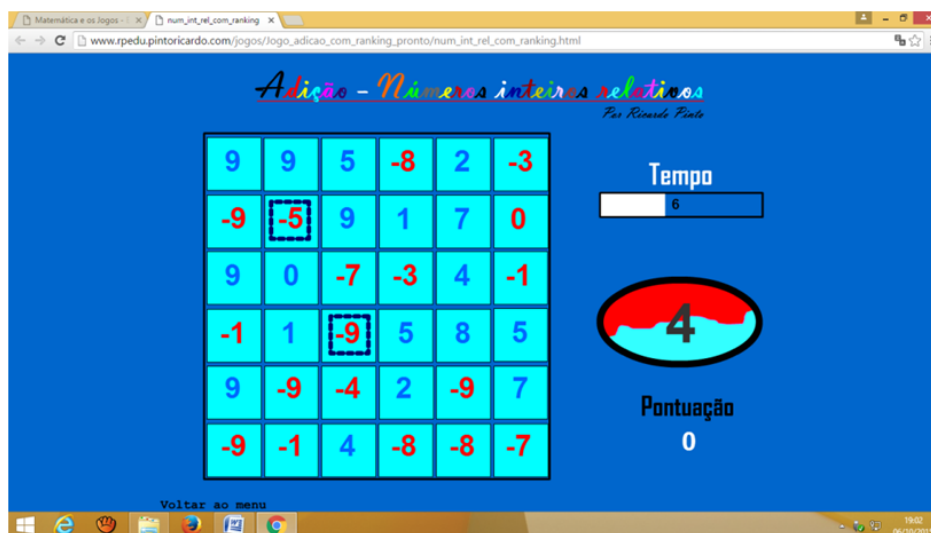 Matemática e os Jogos -
num_int_rel_com_ranking
www.rpedu.pintoricardo.com/jogos/Jogo_adicao_com_ranking_pronto/num_int_rel_com_ranking.html
Adição - Números inteiros relativos
Por Ricardo Pinto
9 9 5 -8 2 -3
-9 -5 9 1 7 0
9 0 -7 -3 4 -1
-1 1 -9 5 8 5
9 -9 -4 2 -9 7
-9 -1 4 -8 -8 -7
Tempo
6
4
Pontuação
0
Voltar ao menu
19:02